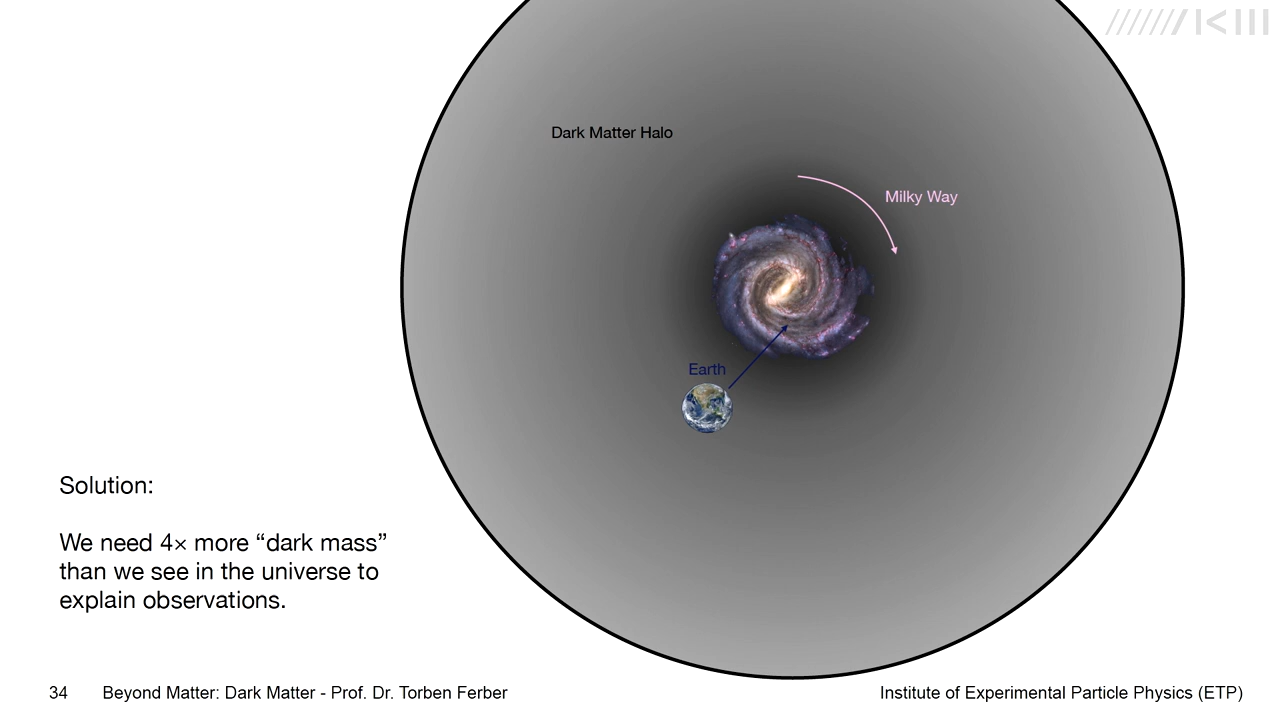 Dark Matter Halo
Milky Way
Earth
Solution:
We need 4× more “dark mass”
than we see in the universe to
explain observations.
34 Beyond Matter: Dark Matter - Prof. Dr. Torben Ferber Institute of Experimental Particle Physics (ETP)